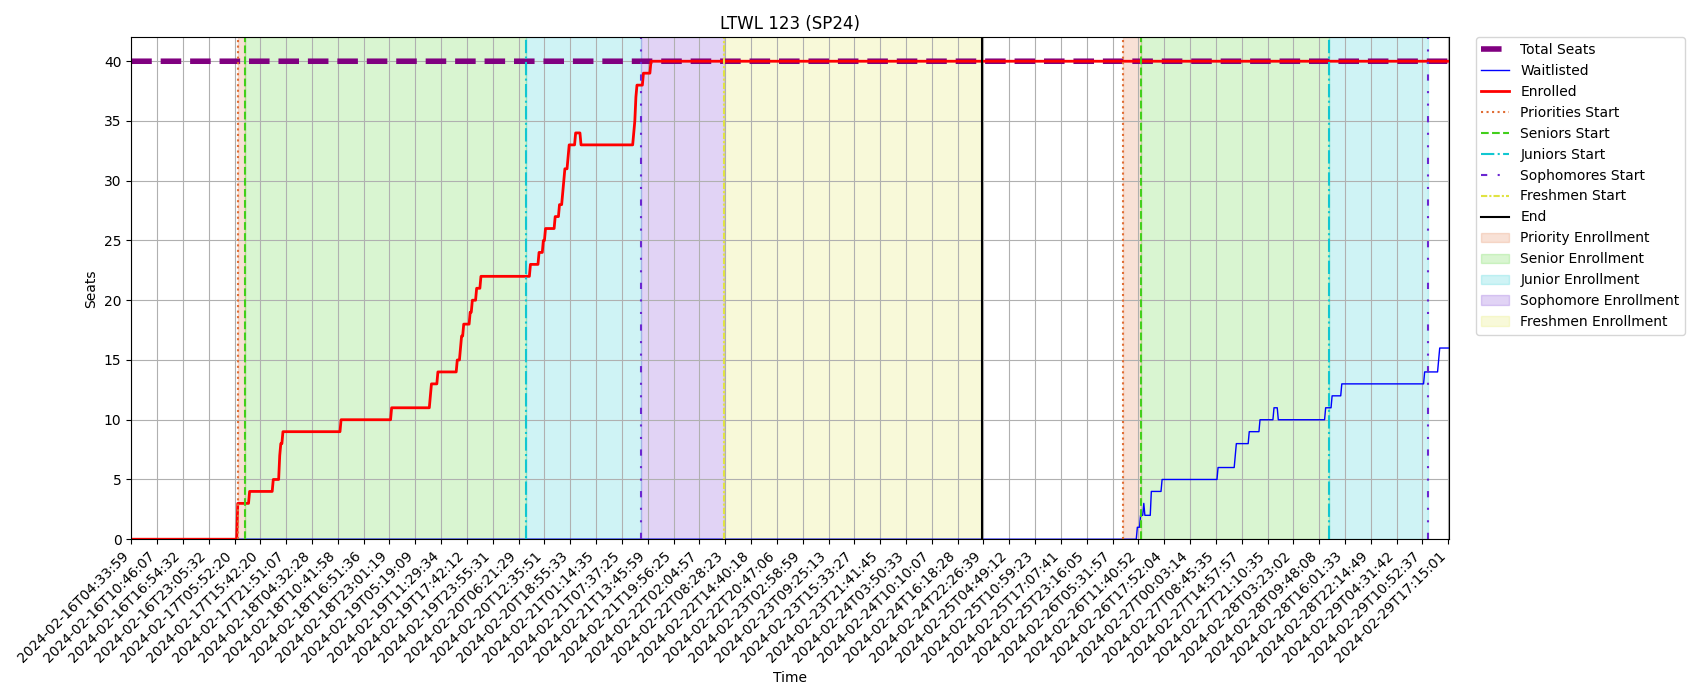 LTWL 123 (SP24)
Seats
40
35
30
25
20
15
10
5
0
2024-02-16T04:33:59
2024-02-16T10:46:07
2024-02-16T16:54:32
2024-02-16T23:05:32
2024-02-17T05:52:20
2024-02-17T15:42:20
2024-02-17T21:51:07
2024-02-18T04:32:28
2024-02-18T10:41:58
2024-02-18T16:51:36
2024-02-18T23:01:19
2024-02-19T05:19:09
2024-02-19T11:29:34
2024-02-19T17:42:12
2024-02-19T23:55:31
2024-02-20T06:21:29
2024-02-20T12:35:51
2024-02-20T18:55:33
2024-02-21T01:14:35
2024-02-21T07:37:25
2024-02-21T13:45:59
2024-02-21T19:56:25
2024-02-22T02:04:57
2024-02-22T08:28:23
2024-02-22T14:40:18
2024-02-22T20:47:06
2024-02-23T02:58:59
2024-02-23T09:25:13
2024-02-23T15:33:27
2024-02-23T21:41:45
2024-02-24T03:50:33
2024-02-24T10:10:07
2024-02-24T16:18:28
2024-02-24T22:26:39
2024-02-25T04:49:12
2024-02-25T10:59:23
2024-02-25T17:07:41
2024-02-25T23:16:05
2024-02-26T05:31:57
2024-02-26T11:40:52
2024-02-26T17:52:04
2024-02-27T00:03:14
2024-02-27T08:45:35
2024-02-27T14:57:57
2024-02-27T21:10:35
2024-02-28T03:23:02
2024-02-28T09:48:08
2024-02-28T16:01:33
2024-02-28T22:14:49
2024-02-29T04:31:42
2024-02-29T10:52:37
2024-02-29T17:15:01
Time
Total Seats
Waitlisted
Enrolled
Priorities Start
Seniors Start
Juniors Start
Sophomores Start
Freshmen Start
End
Priority Enrollment
Senior Enrollment
Junior Enrollment
Sophomore Enrollment
Freshmen Enrollment